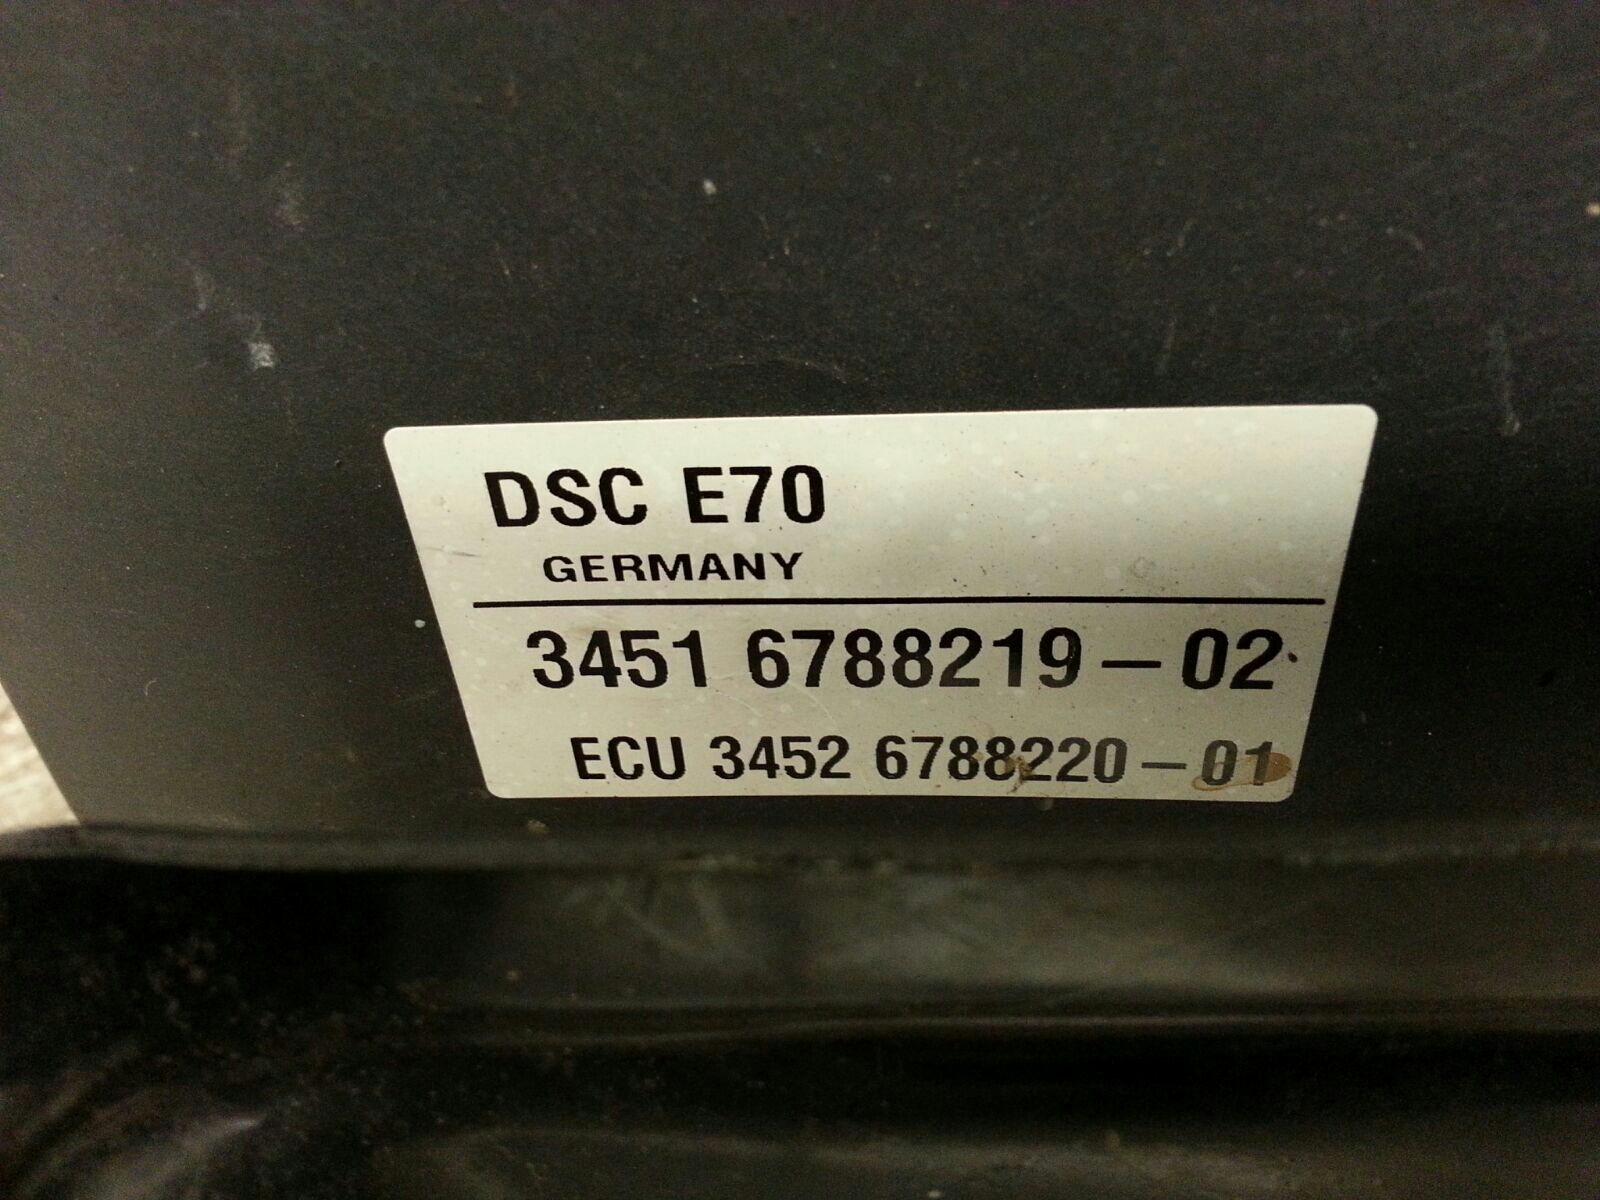 DSC E70
GERMANY
3451 6788219 – 02
ECU 3452 6788220 – 01